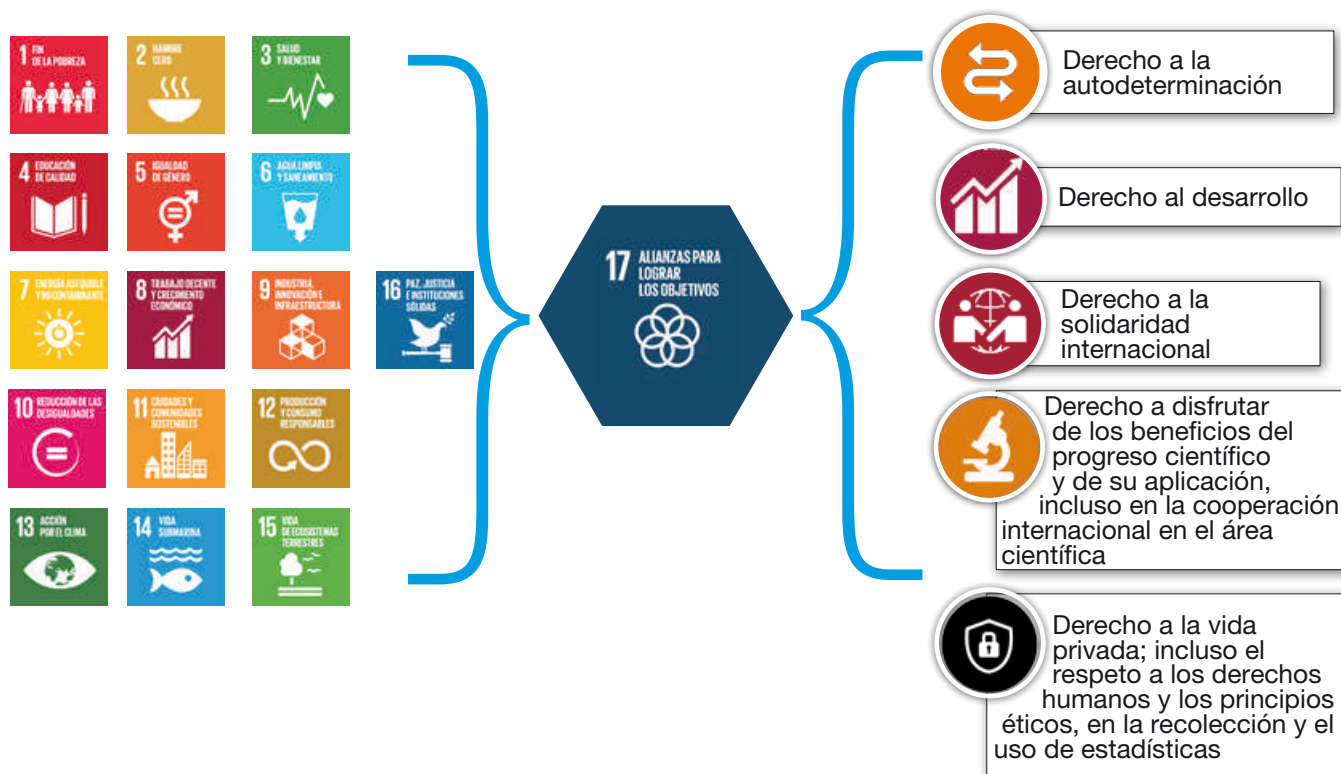 1 FIN
DE LA POBREZA
2 HAMBRE
CERO
3 SALUD
Y BIENESTAR
4 EDUCACIÓN
DE CALIDAD
5 IGUALDAD
DE GÉNERO
6 AGUA LIMPIA
Y SANEAMIENTO
7 ENERGÍA ASEQUIBLE
Y NO CONTAMINANTE
8 TRABAJO DECENTE
Y CRECIMIENTO
ECONÓMICO
9 INDUSTRIA,
INNOVACIÓN E
INFRAESTRUCTURA
16 PAZ, JUSTICIA
E INSTITUCIONES
SÓLIDAS
10 REDUCCIÓN DE LAS
DESIGUALDADES
11 CIUDADES Y
COMUNIDADES
SOSTENIBLES
12 PRODUCCIÓN
Y CONSUMO
RESPONSABLES
13 ACCIÓN
POR EL CLIMA
14 VIDA
SUBMARINA
15 VIDA
DE ECOSISTEMAS
TERRESTRES
17 ALIANZAS PARA
LOGRAR
LOS OBJETIVOS
Derecho a la
autodeterminación
Derecho al desarrollo
Derecho a la
solidaridad
internacional
Derecho a disfrutar
de los beneficios del
progreso científico
y de su aplicación,
incluso en la cooperación
internacional en el área
científica
Derecho a la vida
privada; incluso el
respeto a los derechos
humanos y los principios
éticos, en la recolección y el
uso de estadísticas